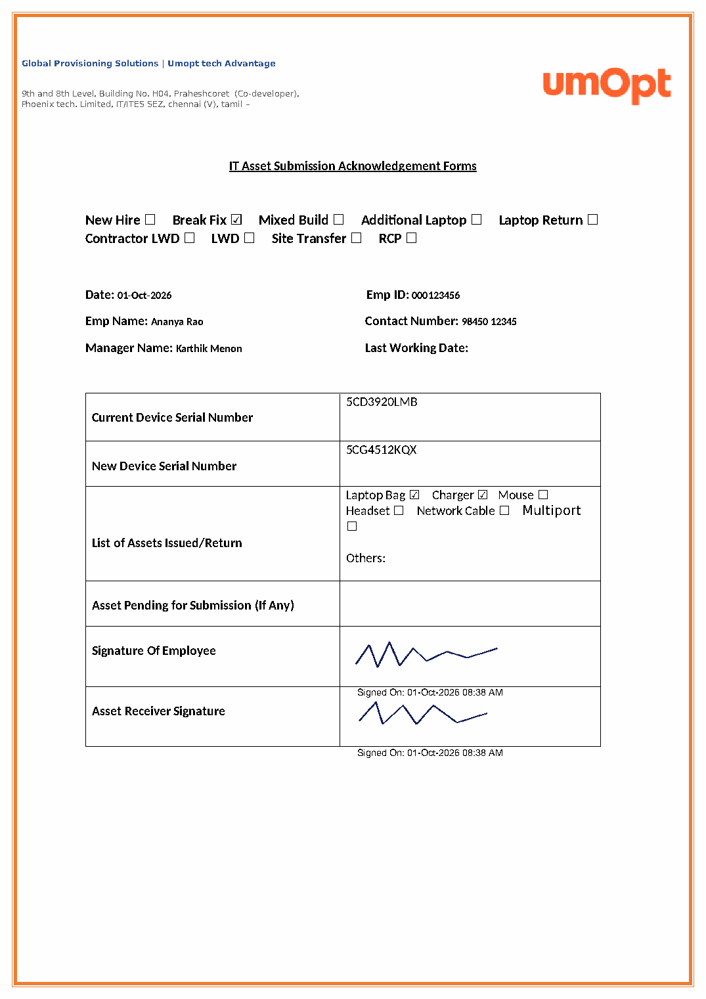 Global Provisioning Solutions | Umopt tech Advantage
umOpt
9th and 8th Level, Building No. H04, Praheshcoret (Co-developer),
Phoenix tech. Limited, IT/ITES SEZ, chennai (V), tamil –
IT Asset Submission Acknowledgement Forms
New Hire ☐ Break Fix ☑ Mixed Build ☐ Additional Laptop ☐ Laptop Return ☐
Contractor LWD ☐ LWD ☐ Site Transfer ☐ RCP ☐
Date: 01-Oct-2026 Emp ID: 000123456
Emp Name: Ananya Rao Contact Number: 98450 12345
Manager Name: Karthik Menon Last Working Date:
Current Device Serial Number 5CD3920LMB
New Device Serial Number 5CG4512KQX
List of Assets Issued/Return
Laptop Bag ☑ Charger ☑ Mouse ☐
Headset ☐ Network Cable ☐ Multiport
☐
Others:
Asset Pending for Submission (If Any)
Signature Of Employee
Signed On: 01-Oct-2026 08:38 AM
Asset Receiver Signature
Signed On: 01-Oct-2026 08:38 AM